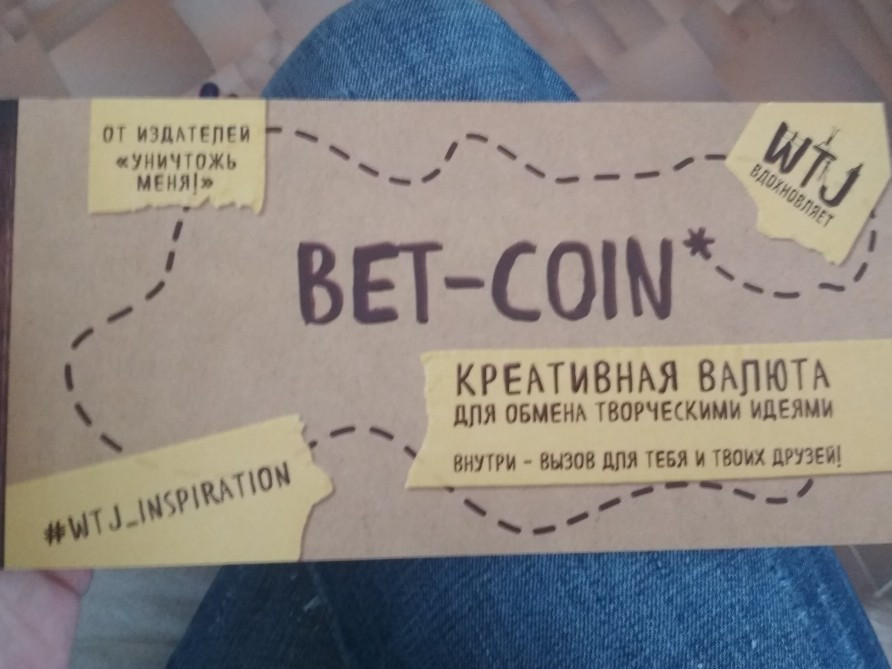 ОТ ИЗДАТЕЛЕЙ
«УНИЧТОЖЬ
МЕНЯ!»
WTJ
ВДОХНОВЛЯЕТ
BET-COIN*
КРЕАТИВНАЯ ВАЛЮТА
ДЛЯ ОБМЕНА ТВОРЧЕСКИМИ ИДЕЯМИ
ВНУТРИ – ВЫЗОВ ДЛЯ ТЕБЯ И ТВОИХ ДРУЗЕЙ!
#WTJ_INSPIRATION